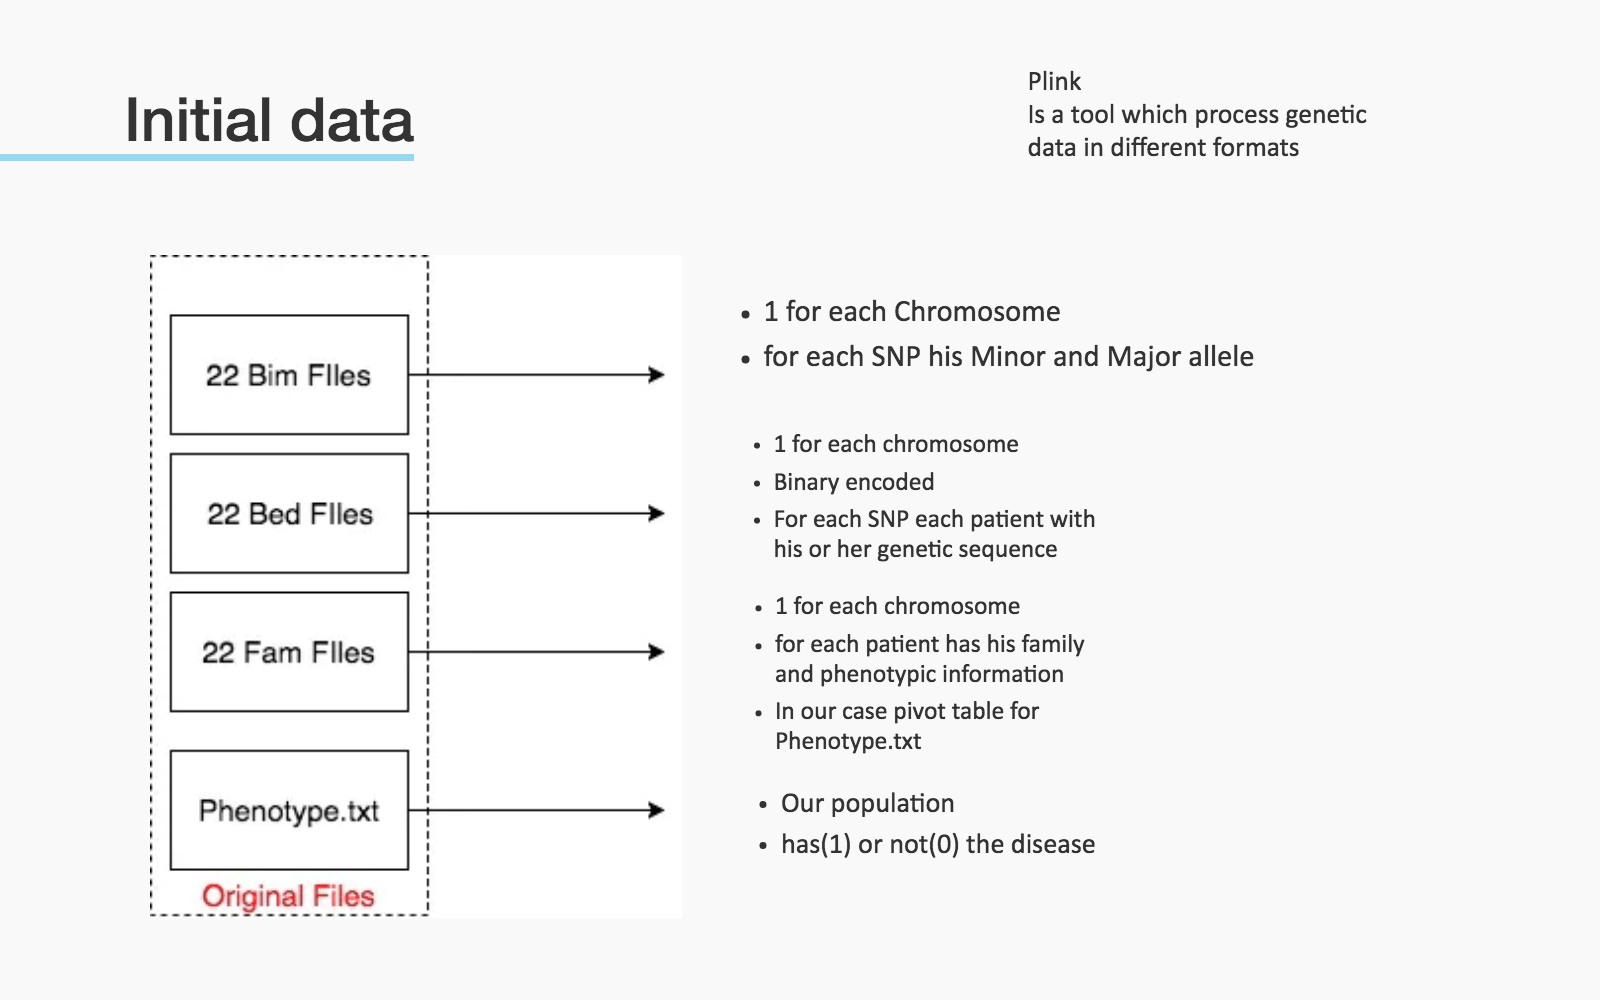 Initial data
Plink
Is a tool which process genetic
data in different formats
22 Bim FIles
• 1 for each Chromosome
• for each SNP his Minor and Major allele
22 Bed FIles
• 1 for each chromosome
• Binary encoded
• For each SNP each patient with
his or her genetic sequence
22 Fam FIles
• 1 for each chromosome
• for each patient has his family
and phenotypic information
• In our case pivot table for
Phenotype.txt
Phenotype.txt
• Our population
• has(1) or not(0) the disease
Original Files